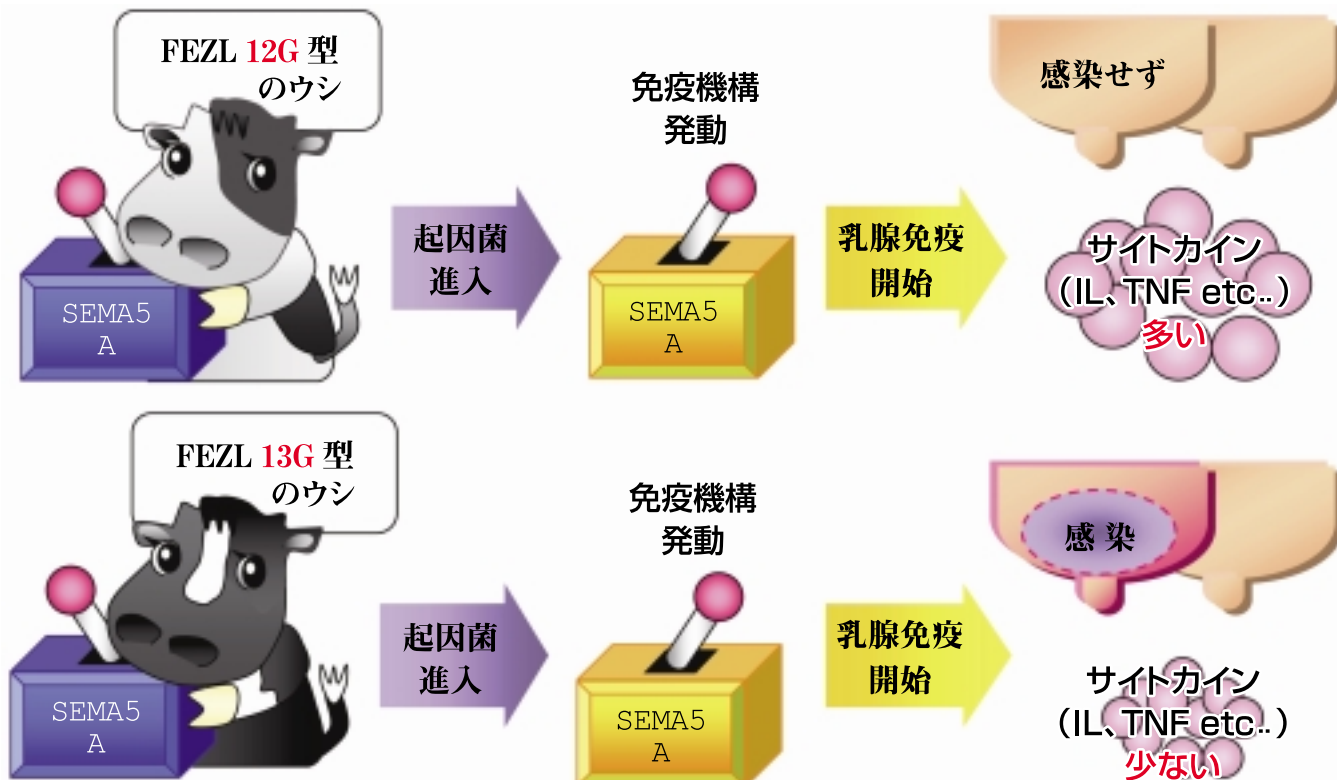 FEZL 12G 型
のウシ
SEMA5
A
起因菌
進入
免疫機構
発動
SEMA5
A
乳腺免疫
開始
感染せず
サイトカイン
（IL、TNF etc..）
多い
FEZL 13G 型
のウシ
SEMA5
A
起因菌
進入
免疫機構
発動
SEMA5
A
乳腺免疫
開始
感 染
サイトカイン
（IL、TNF etc..）
少ない